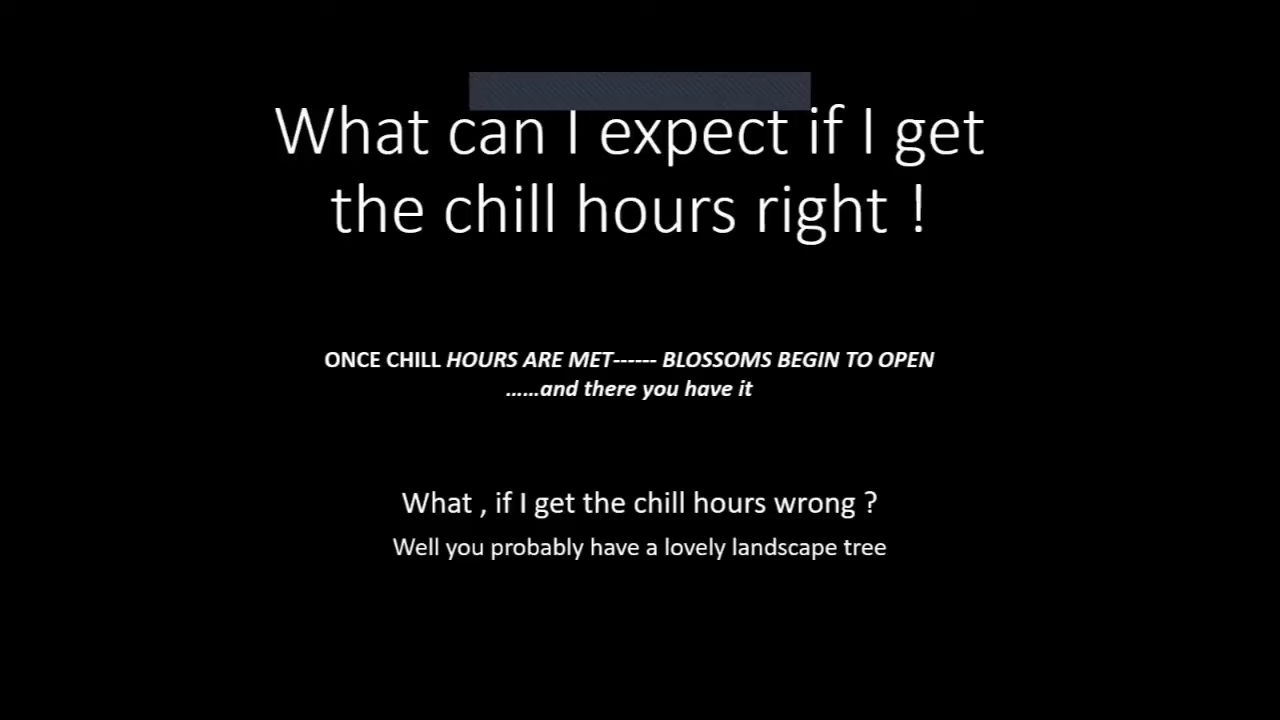 What can I expect if I get
the chill hours right !
ONCE CHILL HOURS ARE MET------ BLOSSOMS BEGIN TO OPEN
……and there you have it
What , if I get the chill hours wrong ?
Well you probably have a lovely landscape tree